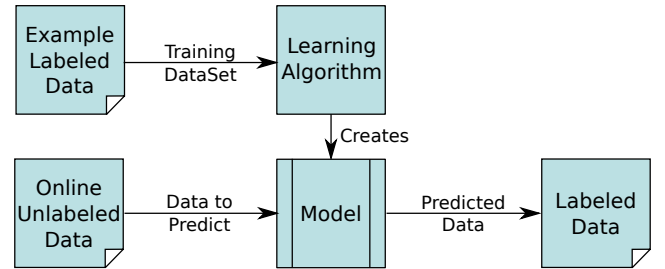 Example
Labeled
Data
Training
DataSet
Learning
Algorithm
Creates
Online
Unlabeled
Data
Data to
Predict
Model
Predicted
Data
Labeled
Data